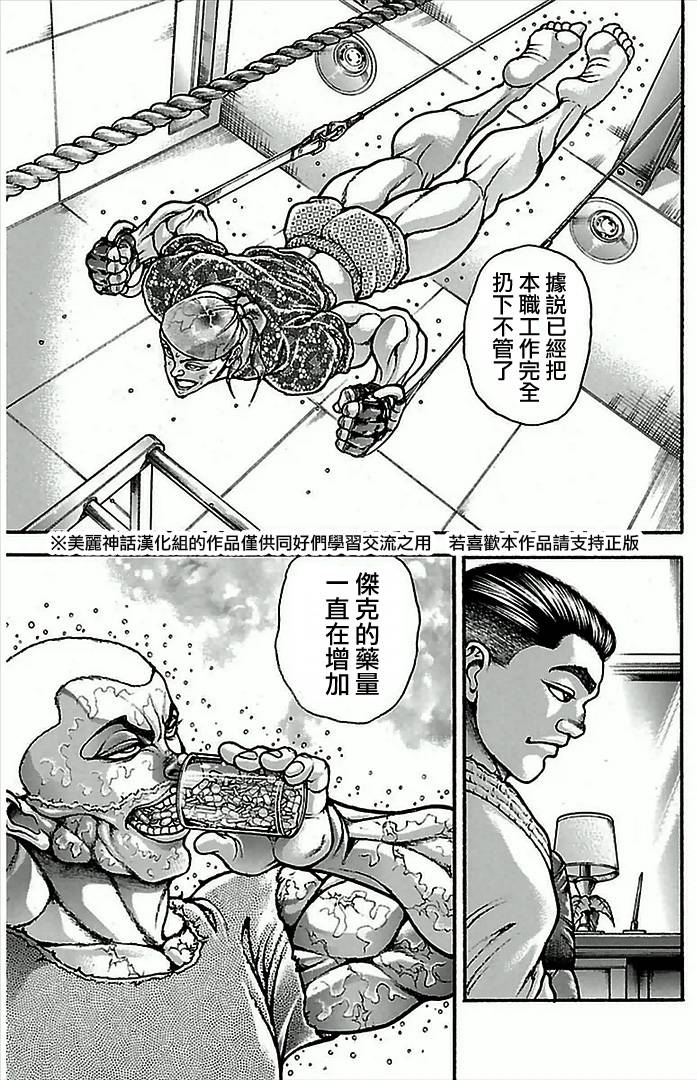 據説已經把
本職工作完全
扔下不管了
※美麗神話漢化組的作品僅供同好們學習交流之用　若喜歡本作品請支持正版
傑克的藥量
一直在增加